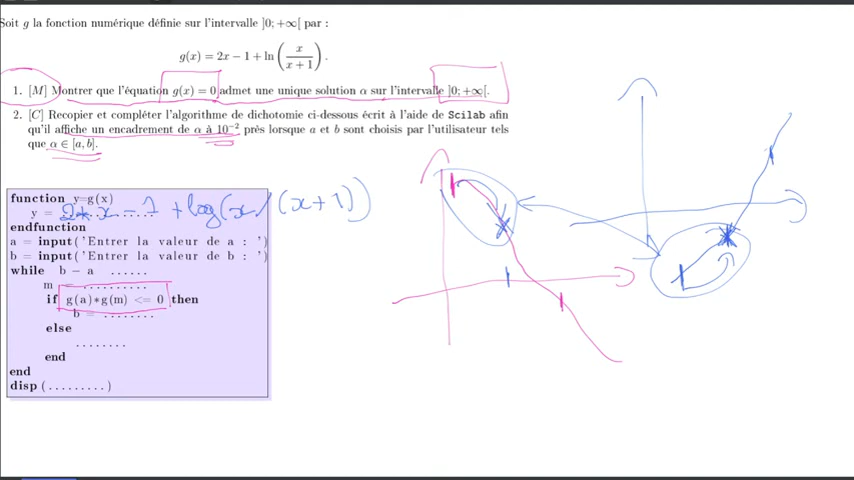 Soit g la fonction numérique définie sur l'intervalle ]0; +∞[ par :
g(x) = 2x − 1 + ln(x/(x+1)).
1. [M] Montrer que l'équation g(x) = 0 admet une unique solution α sur l'intervalle ]0; +∞[.
2. [C] Recopier et compléter l'algorithme de dichotomie ci-dessous écrit à l'aide de Scilab afin
qu'il affiche un encadrement de α à 10⁻² près lorsque a et b sont choisis par l'utilisateur tels
que α ∈ [a, b].
function y=g(x)
y = 2*x - 1 + log(x/(x+1))
endfunction
a = input('Entrer la valeur de a : ')
b = input('Entrer la valeur de b : ')
while b − a ......
m = ........
if g(a)*g(m) <= 0 then
b = ........
else
........
end
end
disp (.........)